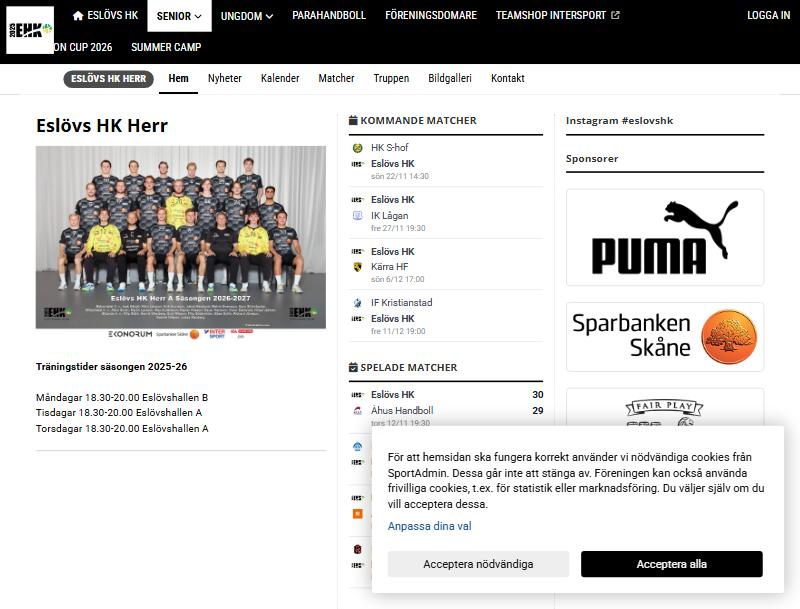 ESLÖVS HK
SENIOR
UNGDOM
PARAHANDBOLL
FÖRENINGSDOMARE
TEAMSHOP INTERSPORT
LOGGA IN
2025
EHK
ON CUP 2026
SUMMER CAMP
ESLÖVS HK HERR
Hem
Nyheter
Kalender
Matcher
Truppen
Bildgalleri
Kontakt
Eslövs HK Herr
Eslövs HK Herr A Säsongen 2026-2027
EKONORUM
Sparbanken Skåne
INTER SPORT
Träningstider säsongen 2025-26
Måndagar 18.30-20.00 Eslövshallen B
Tisdagar 18.30-20.00 Eslövshallen A
Torsdagar 18.30-20.00 Eslövshallen A
KOMMANDE MATCHER
HK S-hof
Eslövs HK
sön 22/11 14:30
Eslövs HK
IK Lågan
fre 27/11 19:30
Eslövs HK
Kärra HF
sön 6/12 17:00
IF Kristianstad
Eslövs HK
fre 11/12 19:00
SPELADE MATCHER
Eslövs HK 30
Åhus Handboll 29
tors 12/11 19:30
Instagram #eslovshk
Sponsorer
PUMA
Sparbanken
Skåne
FAIR PLAY
För att hemsidan ska fungera korrekt använder vi nödvändiga cookies från
SportAdmin. Dessa går inte att stänga av. Föreningen kan också använda
frivilliga cookies, t.ex. för statistik eller marknadsföring. Du väljer själv om du
vill acceptera dessa.
Anpassa dina val
Acceptera nödvändiga
Acceptera alla